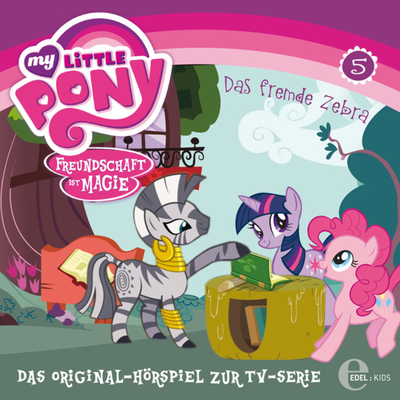 my
LITTLE
PONY
FREUNDSCHAFT
IST MAGIE
5
Das fremde Zebra
DAS ORIGINAL-HÖRSPIEL ZUR TV-SERIE
e
EDEL:KIDS